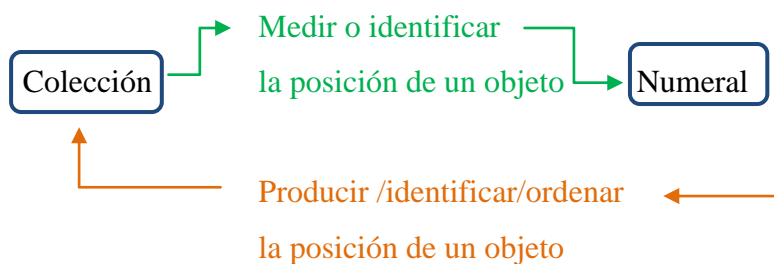 Medir o identificar
Colección
la posición de un objeto
Numeral
Producir /identificar/ordenar
la posición de un objeto